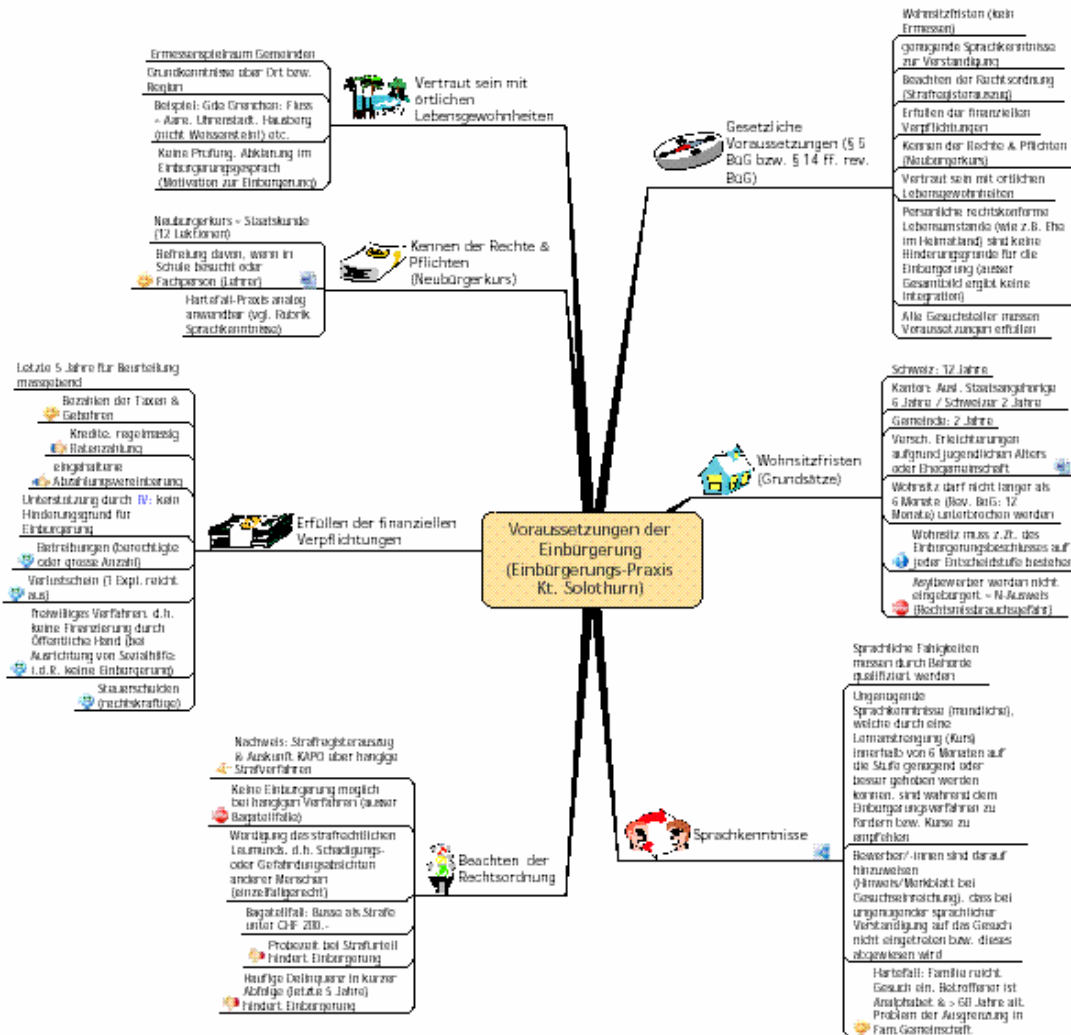 Voraussetzungen der
Einbürgerung
(Einbürgerungs-Praxis
Kt. Solothurn)
Gesetzliche
Voraussetzungen (§ 5
BüG bzw. § 14 ff. rev.
BüG)
Wohnsitzfristen (kein
Ermessen)
genügende Sprachkenntnisse
zur Verständigung
Beachten der Rechtsordnung
(Strafregisterauszug)
Erfüllen der finanziellen
Verpflichtungen
Kennen der Rechte & Pflichten
(Neubürgerkurs)
Vertraut sein mit örtlichen
Lebensgewohnheiten
Persönliche rechtskonforme
Lebensumstände (wie z.B. Ehe
im Heimatland) sind keine
Hinderungsgründe für die
Einbürgerung (ausser
Gesamtbild ergibt keine
Integration)
Alle Gesuchsteller müssen
Voraussetzungen erfüllen
Wohnsitzfristen
(Grundsätze)
Schweiz: 12 Jahre
Kanton: Ausl. Staatsangehörige
6 Jahre / Schweizer 2 Jahre
Gemeinde: 2 Jahre
Versch. Erleichterungen
aufgrund jugendlichen Alters
oder Ehegemeinschaft
Wohnsitz darf nicht länger als
6 Monate (Rev. BüG: 12
Monate) unterbrochen werden
Wohnsitz muss z.Zt. des
Einbürgerungsbeschlusses auf
jeder Entscheidstufe bestehen
Asylbewerber werden nicht
eingebürgert = N-Ausweis
(Rechtsmissbrauchsgefahr)
Sprachkenntnisse
Sprachliche Fähigkeiten
müssen durch Behörde
qualifiziert werden
Ungenügende
Sprachkenntnisse (mündliche),
welche durch eine
Lernanstrengung (Kurs)
innerhalb von 6 Monaten auf
die Stufe genügend oder
besser gehoben werden
können, sind während dem
Einbürgerungsverfahren zu
fördern bzw. Kurse zu
empfehlen
Bewerber/-innen sind darauf
hinzuweisen
(Hinweis/Merkblatt bei
Gesuchseinreichung), dass bei
ungenügender sprachlicher
Verständigung auf das Gesuch
nicht eingetreten bzw. dieses
abgewiesen wird
Härtefall: Familie reicht
Gesuch ein. Betroffener ist
Analphabet & > 60 Jahre alt.
Problem der Ausgrenzung in
Fam.Gemeinschaft.
Vertraut sein mit
örtlichen
Lebensgewohnheiten
Ermessenspielraum Gemeinden
Grundkenntnisse über Ort bzw.
Region
Beispiel: Gde Grenchen: Fluss
= Aare, Uhrenstadt, Hausberg
(nicht Weissenstein!) etc.
Keine Prüfung, Abklärung im
Einbürgerungsgespräch
(Motivation zur Einbürgerung)
Kennen der Rechte &
Pflichten
(Neubürgerkurs)
Neubürgerkurs = Staatskunde
(12 Lektionen)
Befreiung davon, wenn in
Schule besucht oder
Fachperson (Lehrer)
Härtefall-Praxis analog
anwendbar (vgl. Rubrik
Sprachkenntnisse)
Erfüllen der finanziellen
Verpflichtungen
Letzte 5 Jahre für Beurteilung
massgebend
Bezahlen der Taxen &
Gebühren
Kredite: regelmässig
Ratenzahlung
eingehaltene
Abzahlungsvereinbarung
Unterstützung durch IV: kein
Hinderungsgrund für
Einbürgerung
Betreibungen (berechtigte
oder grosse Anzahl)
Verlustschein (1 Expl. reicht
aus)
freiwilliges Verfahren, d.h.
keine Finanzierung durch
Öffentliche Hand (bei
Ausrichtung von Sozialhilfe:
i.d.R. keine Einbürgerung)
Steuerschulden
(rechtskräftige)
Beachten der
Rechtsordnung
Nachweis: Strafregisterauszug
& Auskunft KAPO über hängige
Strafverfahren
Keine Einbürgerung möglich
bei hängigen Verfahren (ausser
Bagatellfälle)
Würdigung des strafrechtlichen
Leumunds, d.h. Schädigungs-
oder Gefährdungsabsichten
anderer Menschen
(einzelfallgerecht)
Bagatellfall: Busse als Strafe
unter CHF 200.-
Probezeit bei Strafurteil
hindert Einbürgerung
Häufige Delinquenz in kurzer
Abfolge (letzte 5 Jahre)
hindert Einbürgerung